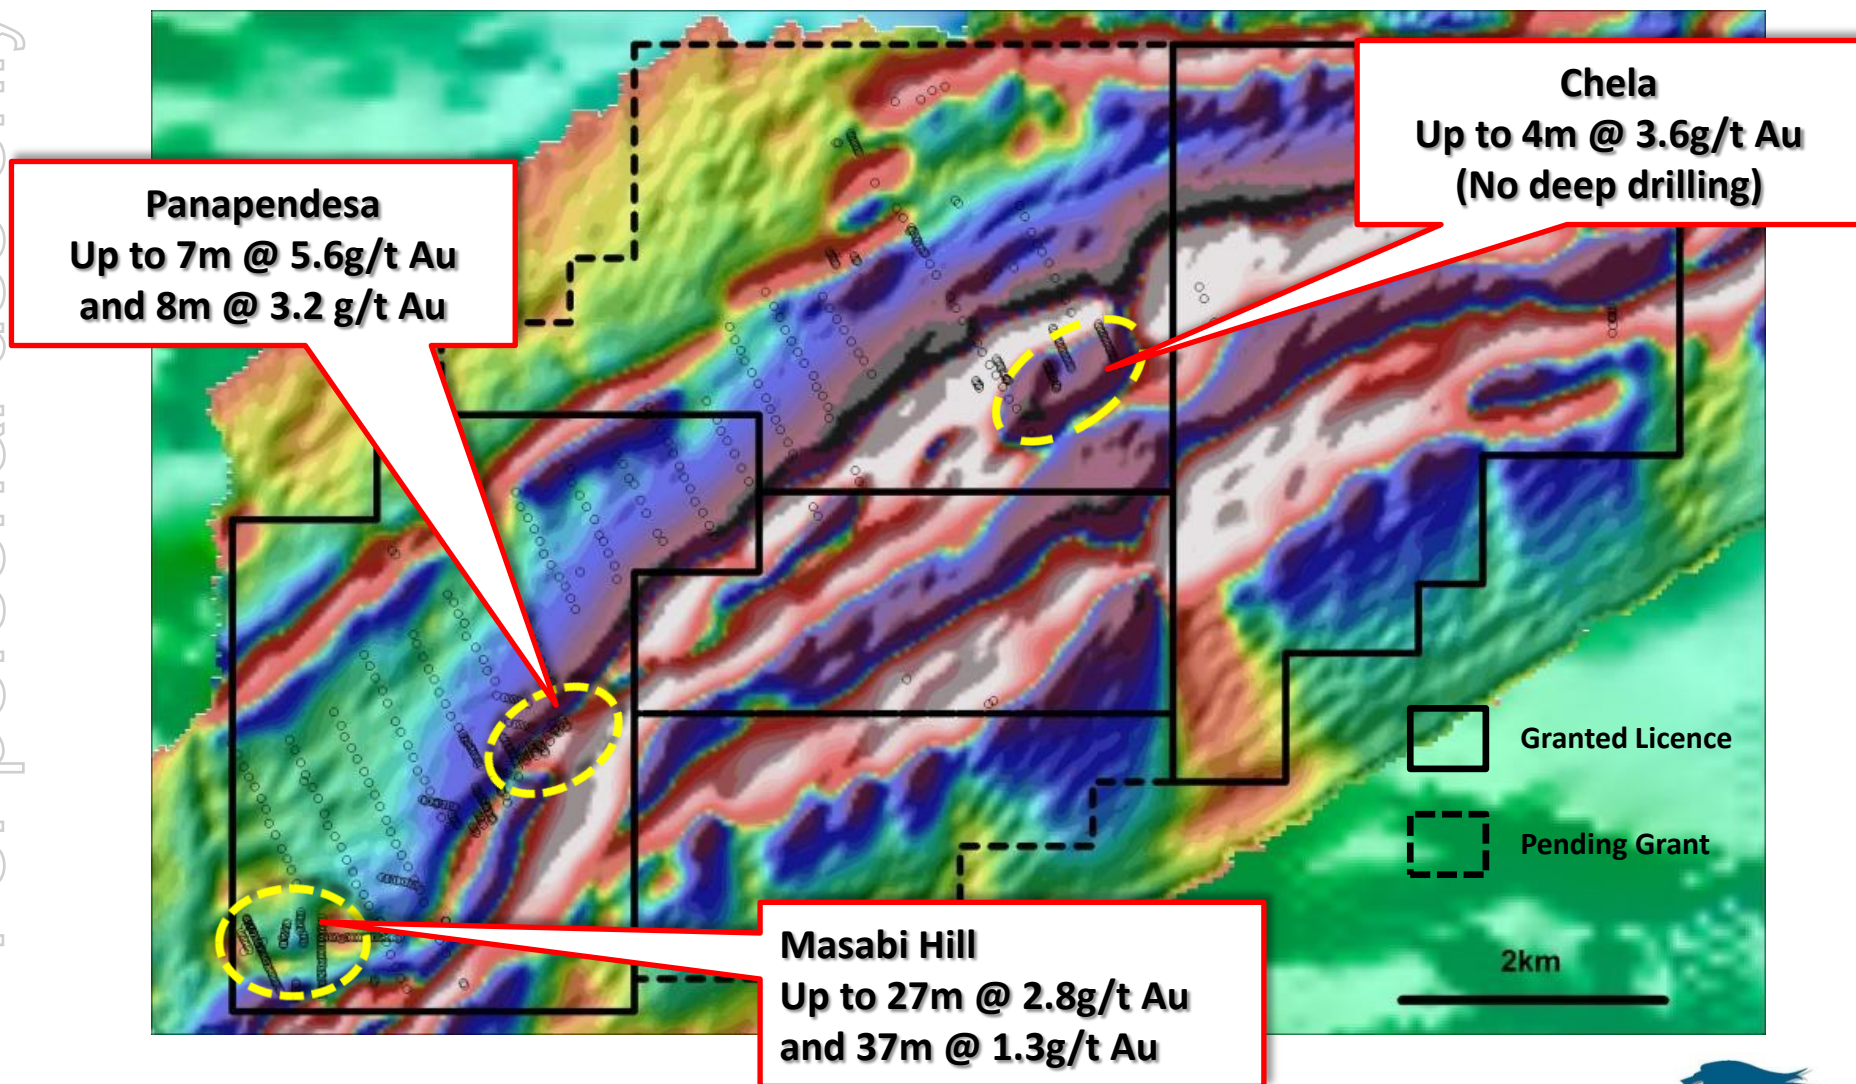 Panapendesa
Up to 7m @ 5.6g/t Au
and 8m @ 3.2 g/t Au
Chela
Up to 4m @ 3.6g/t Au
(No deep drilling)
Masabi Hill
Up to 27m @ 2.8g/t Au
and 37m @ 1.3g/t Au
Granted Licence
Pending Grant
2km